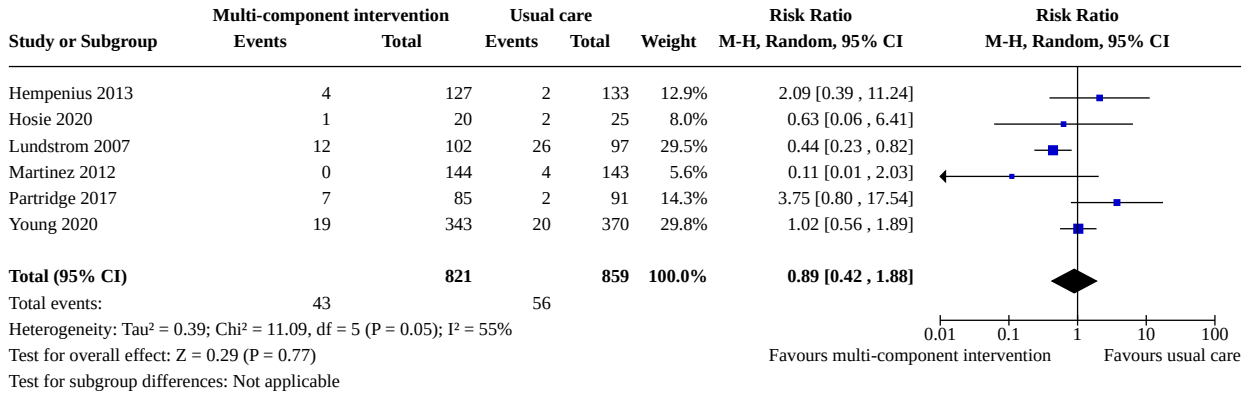 Multi-component intervention Usual care Risk Ratio Risk Ratio
Study or Subgroup Events Total Events Total Weight M-H, Random, 95% CI M-H, Random, 95% CI
Hempenius 2013 4 127 2 133 12.9% 2.09 [0.39 , 11.24]
Hosie 2020 1 20 2 25 8.0% 0.63 [0.06 , 6.41]
Lundstrom 2007 12 102 26 97 29.5% 0.44 [0.23 , 0.82]
Martinez 2012 0 144 4 143 5.6% 0.11 [0.01 , 2.03]
Partridge 2017 7 85 2 91 14.3% 3.75 [0.80 , 17.54]
Young 2020 19 343 20 370 29.8% 1.02 [0.56 , 1.89]
Total (95% CI) 821 859 100.0% 0.89 [0.42 , 1.88]
Total events: 43 56
Heterogeneity: Tau² = 0.39; Chi² = 11.09, df = 5 (P = 0.05); I² = 55%
0.01 0.1 1 10 100
Test for overall effect: Z = 0.29 (P = 0.77) Favours multi-component intervention Favours usual care
Test for subgroup differences: Not applicable